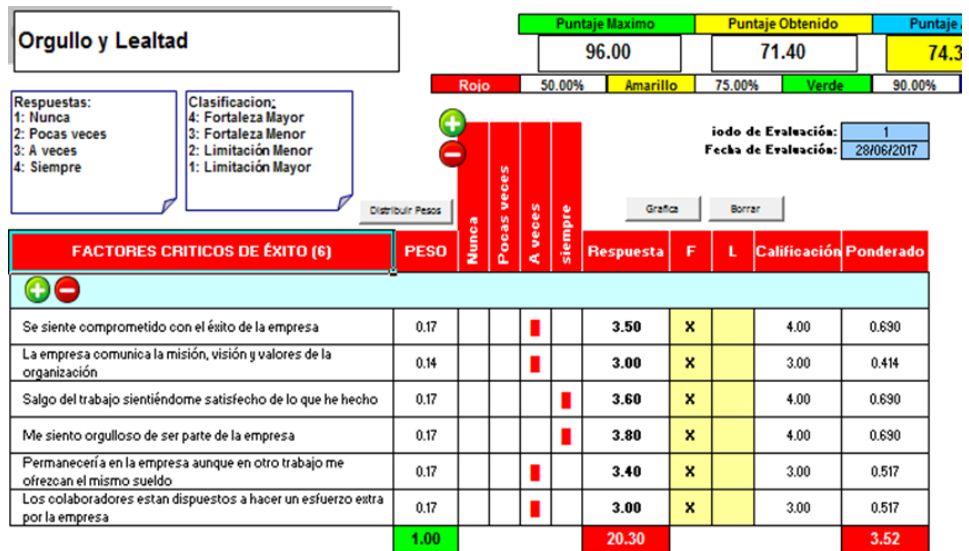 Orgullo y Lealtad
Puntaje Maximo Puntaje Obtenido Puntaje
96.00 71.40 74.3
Rojo 50.00% Amarillo 75.00% Verde 90.00%
Respuestas:
1: Nunca
2: Pocas veces
3: A veces
4: Siempre
Clasificacion:
4: Fortaleza Mayor
3: Fortaleza Menor
2: Limitación Menor
1: Limitación Mayor
iodo de Evaluación: 1
Fecha de Evaluación: 28/06/2017
Distribuir Pesos Grafica Borrar
FACTORES CRITICOS DE ÉXITO (6) PESO Nunca Pocas veces A veces siempre Respuesta F L Calificación Ponderado
Se siente comprometido con el éxito de la empresa 0.17 3.50 X 4.00 0.690
La empresa comunica la misión, visión y valores de la
organización 0.14 3.00 X 3.00 0.414
Salgo del trabajo sientiéndome satisfecho de lo que he hecho 0.17 3.60 X 4.00 0.690
Me siento orgulloso de ser parte de la empresa 0.17 3.80 X 4.00 0.690
Permanecería en la empresa aunque en otro trabajo me
ofrezcan el mismo sueldo 0.17 3.40 X 3.00 0.517
Los colaboradores estan dispuestos a hacer un esfuerzo extra
por la empresa 0.17 3.00 X 3.00 0.517
1.00 20.30 3.52